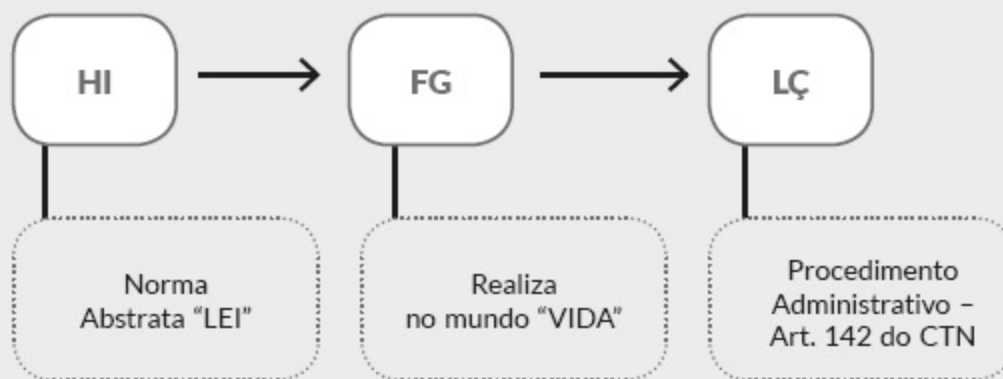 HI
FG
LÇ
Norma
Abstrata “LEI”
Realiza
no mundo “VIDA”
Procedimento
Administrativo –
Art. 142 do CTN